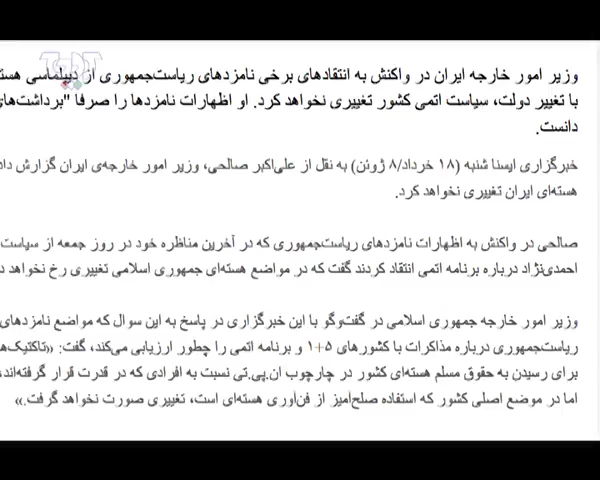 وزیر امور خارجه ایران در واکنش به انتقادهای برخی نامزدهای ریاست‌جمهوری از دیپلماسی
با تغییر دولت، سیاست اتمی کشور تغییری نخواهد کرد. او اظهارات نامزدها را صرفا "برداشت‌های
دانست.
خبرگزاری ایسنا شنبه (۱۸ خرداد/۸ ژوئن) به نقل از علی‌اکبر صالحی، وزیر امور خارجه‌ی ایران گزارش
هسته‌ای ایران تغییری نخواهد کرد.
صالحی در واکنش به اظهارات نامزدهای ریاست‌جمهوری که در آخرین مناظره خود در روز جمعه از سیاست
احمدی‌نژاد درباره برنامه اتمی انتقاد کردند گفت که در مواضع هسته‌ای جمهوری اسلامی تغییری رخ نخواهد
وزیر امور خارجه جمهوری اسلامی در گفت‌وگو با این خبرگزاری در پاسخ به این سوال که مواضع نامزدهای
ریاست‌جمهوری درباره مذاکرات با کشورهای ۵+۱ و برنامه اتمی را چطور ارزیابی می‌کند، گفت: «تاکتیک‌ها
برای رسیدن به حقوق مسلم هسته‌ای کشور در چارچوب ان.پی.تی نسبت به افرادی که در قدرت قرار گرفته‌اند،
اما در موضع اصلی کشور که استفاده صلح‌آمیز از فن‌آوری هسته‌ای است، تغییری صورت نخواهد گرفت.»